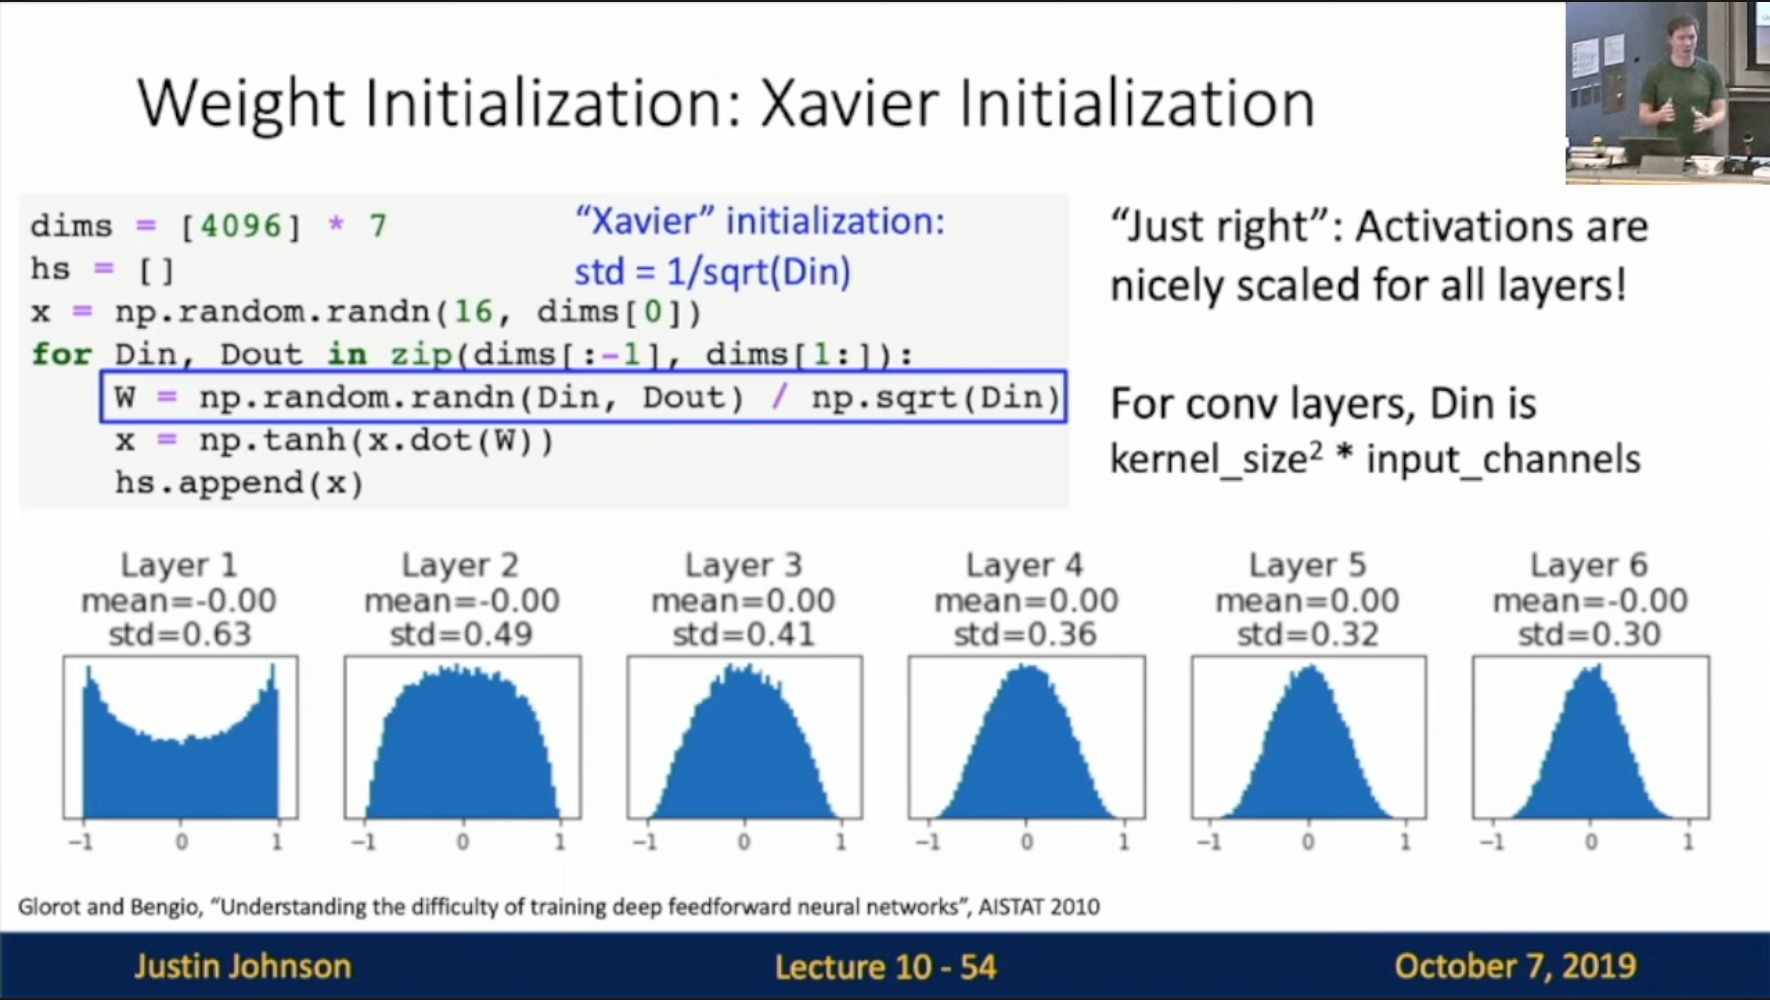 Weight Initialization: Xavier Initialization
dims = [4096] * 7
hs = []
x = np.random.randn(16, dims[0])
for Din, Dout in zip(dims[:-1], dims[1:]):
    W = np.random.randn(Din, Dout) / np.sqrt(Din)
    x = np.tanh(x.dot(W))
    hs.append(x)
“Xavier” initialization:
std = 1/sqrt(Din)
“Just right”: Activations are
nicely scaled for all layers!
For conv layers, Din is
kernel_size² * input_channels
Layer 1
mean=-0.00
std=0.63
-1 0 1
Layer 2
mean=-0.00
std=0.49
-1 0 1
Layer 3
mean=0.00
std=0.41
-1 0 1
Layer 4
mean=0.00
std=0.36
-1 0 1
Layer 5
mean=0.00
std=0.32
-1 0 1
Layer 6
mean=-0.00
std=0.30
-1 0 1
Glorot and Bengio, “Understanding the difficulty of training deep feedforward neural networks”, AISTAT 2010
Justin Johnson
Lecture 10 - 54
October 7, 2019